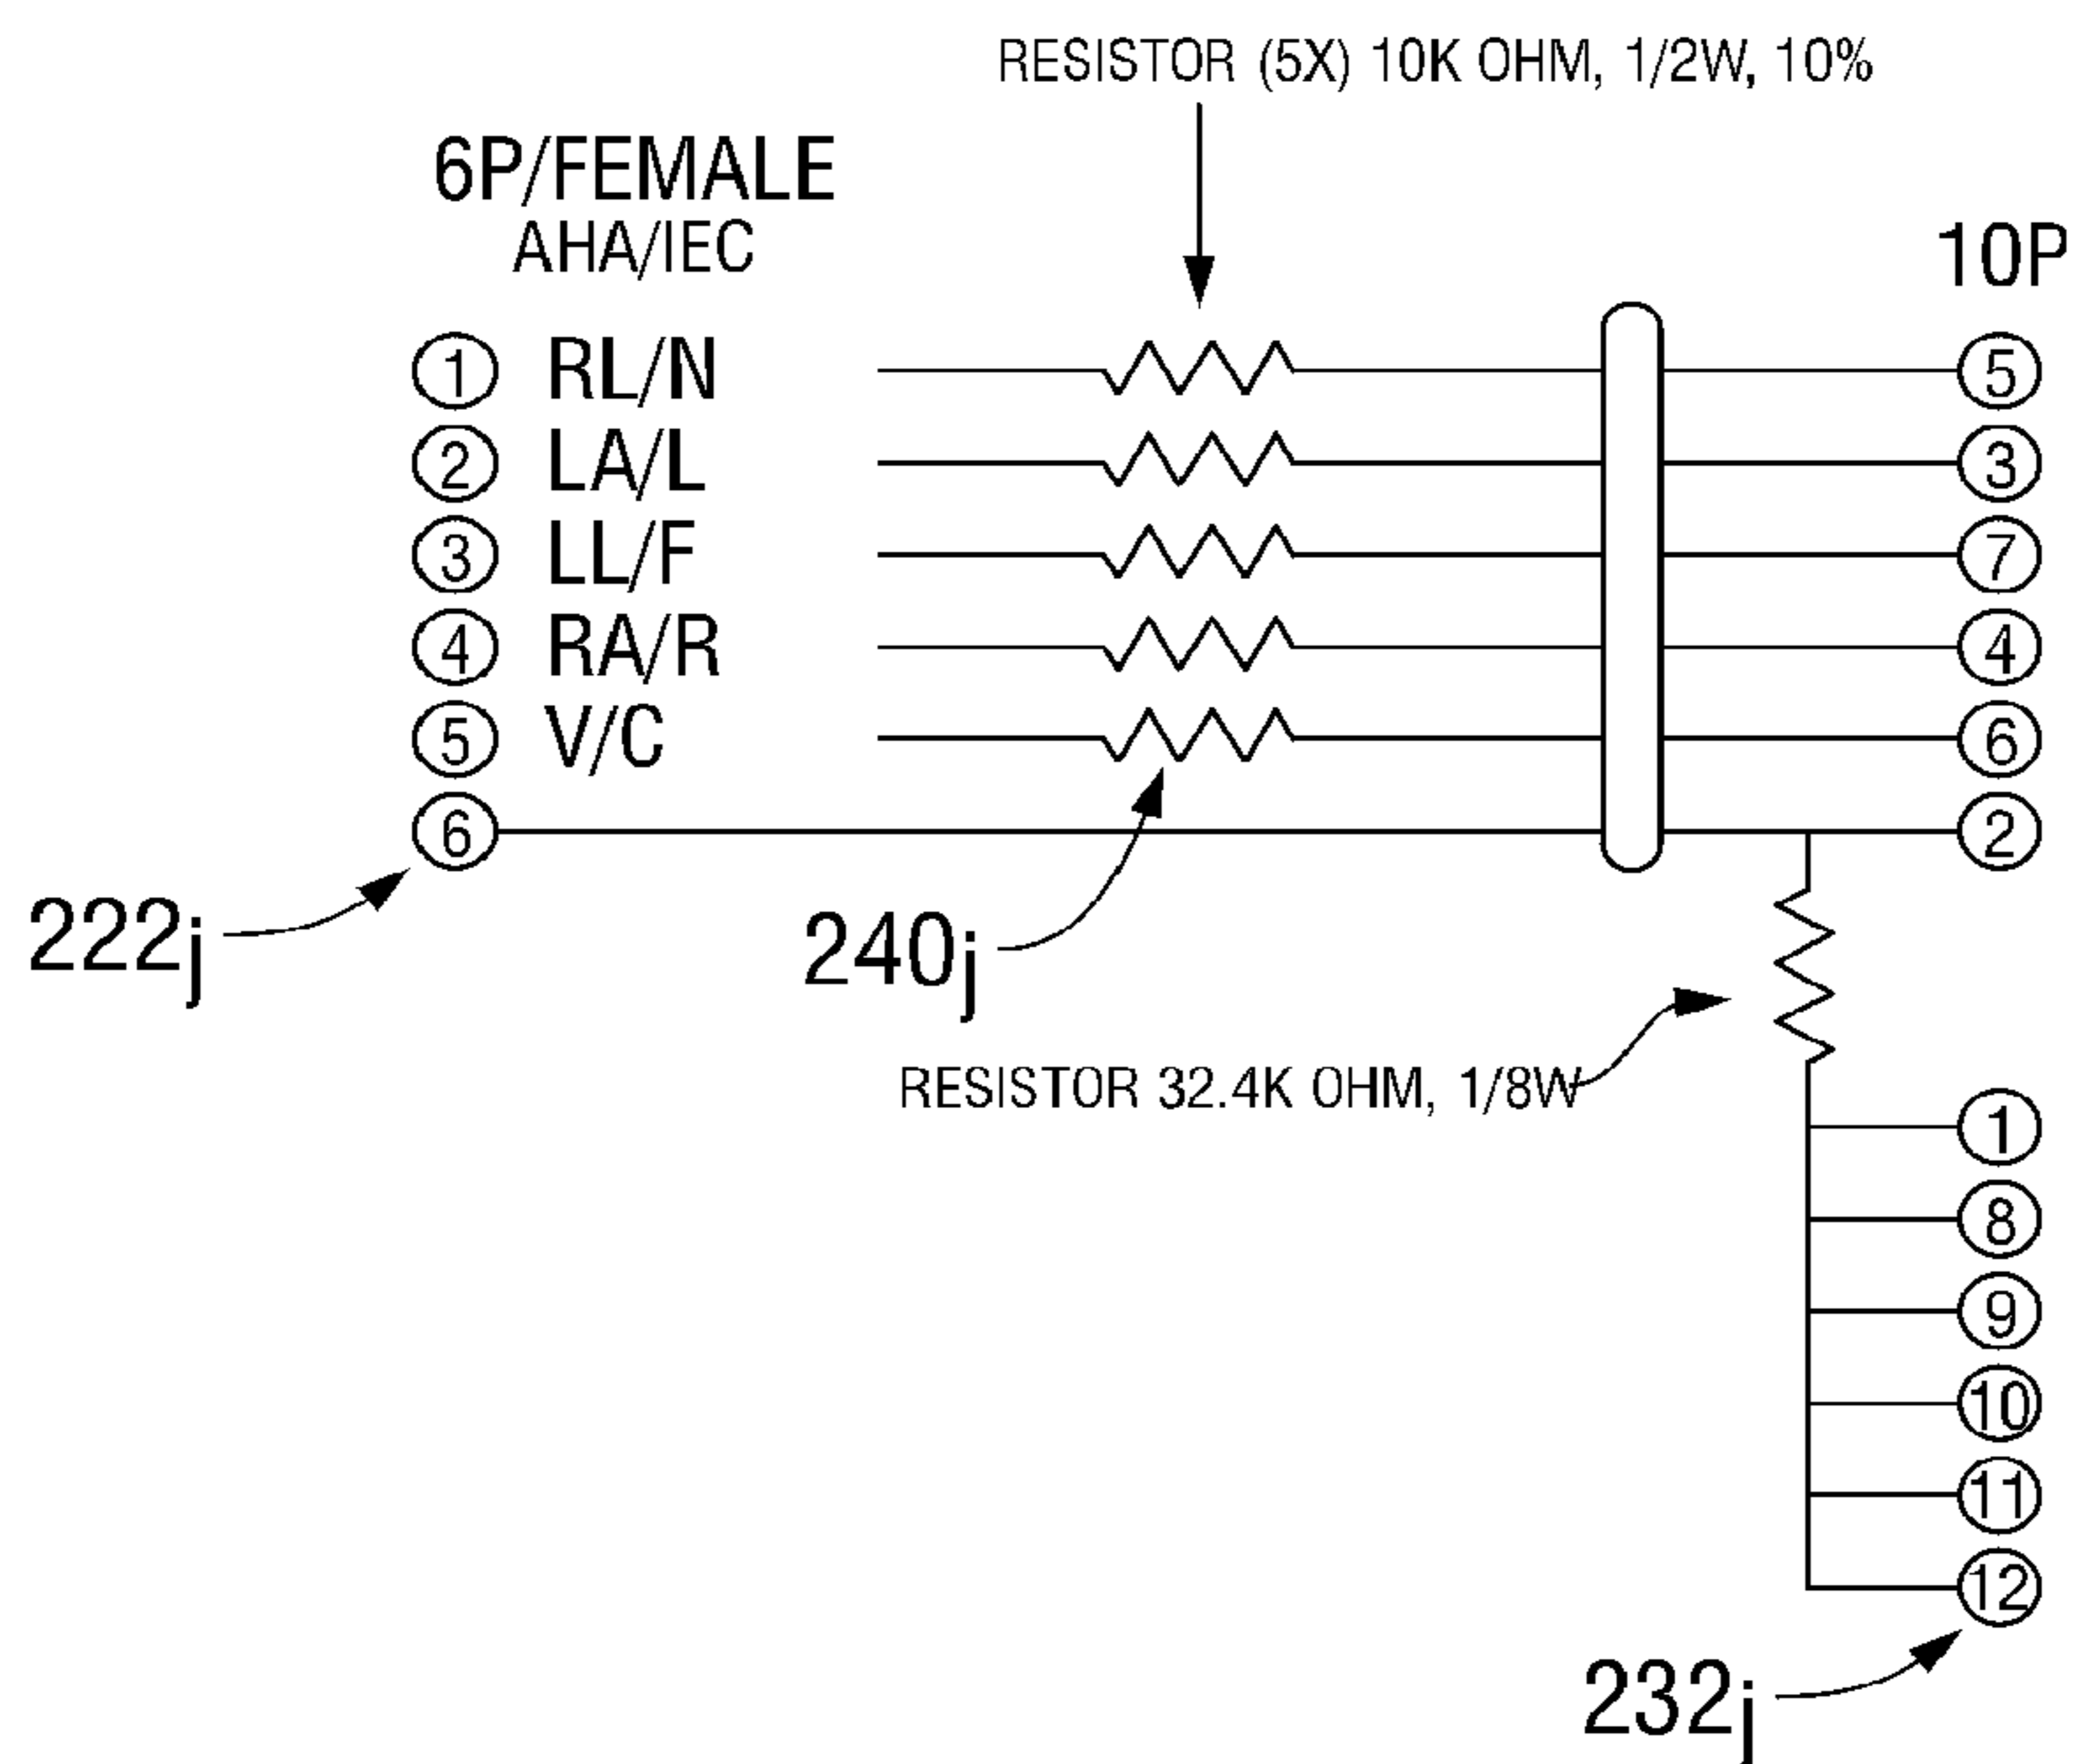 RESISTOR (5X) 10K OHM, 1/2W, 10%
6P/FEMALE
AHA/IEC
10P
1 RL/N 5
2 LA/L 3
3 LL/F 7
4 RA/R 4
5 V/C 6
6 2
222j
240j
RESISTOR 32.4K OHM, 1/8W
1
8
9
10
11
12
232j